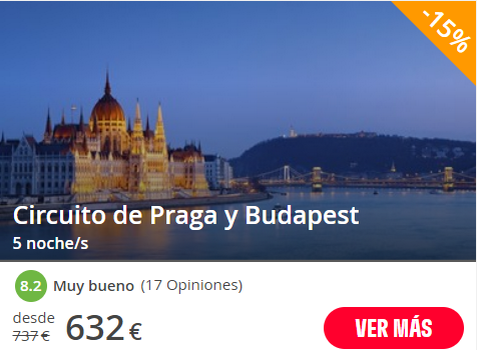 -15%
Circuito de Praga y Budapest
5 noche/s
8.2 Muy bueno (17 Opiniones)
desde
737 € 632 €
VER MÁS